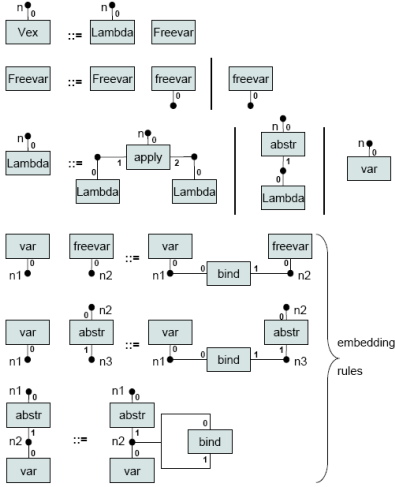 n 0 n 0
Vex ::= Lambda Freevar
Freevar ::= Freevar freevar freevar
0 0
n 0 n 0 n 0 n 0
Lambda ::= 1 apply 2 abstr var
0 0 1
Lambda Lambda 0
Lambda
var freevar ::= var freevar
0 0 0 0
n1 n2 n1 0 bind 1 n2
n2 n2
0 0
var abstr ::= var abstr
0 1 0 1
n1 n3 n1 0 bind 1 n3
embedding
rules
n1 0 n1 0
abstr abstr 0
n2 1 ::= n2 1 bind
0 0 1
var var